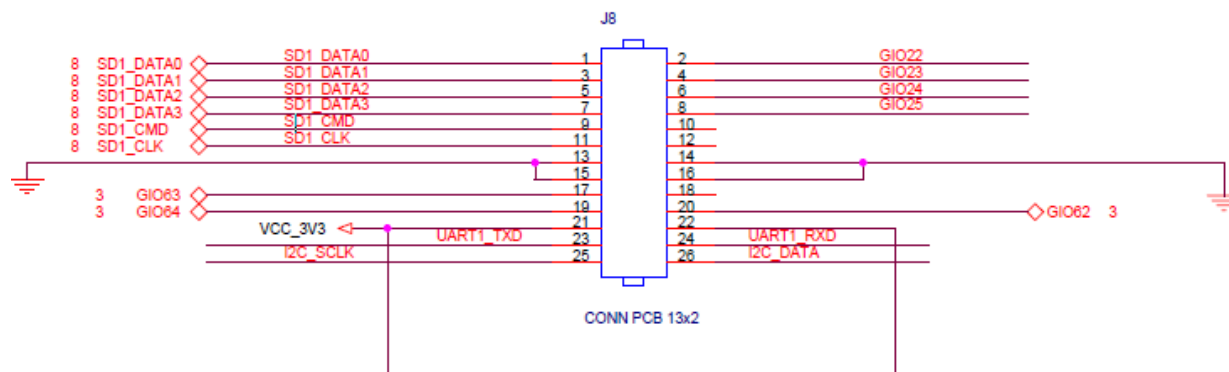 J8
8 SD1_DATA0 SD1_DATA0 1 2 GIO22
8 SD1_DATA1 SD1_DATA1 3 4 GIO23
8 SD1_DATA2 SD1_DATA2 5 6 GIO24
8 SD1_DATA3 SD1_DATA3 7 8 GIO25
8 SD1_CMD SD1_CMD 9 10
8 SD1_CLK SD1_CLK 11 12
13 14
15 16
3 GIO63 17 18
3 GIO64 19 20 GIO62 3
VCC_3V3 21 22
UART1_TXD 23 24 UART1_RXD
I2C_SCLK 25 26 I2C_DATA
CONN PCB 13x2